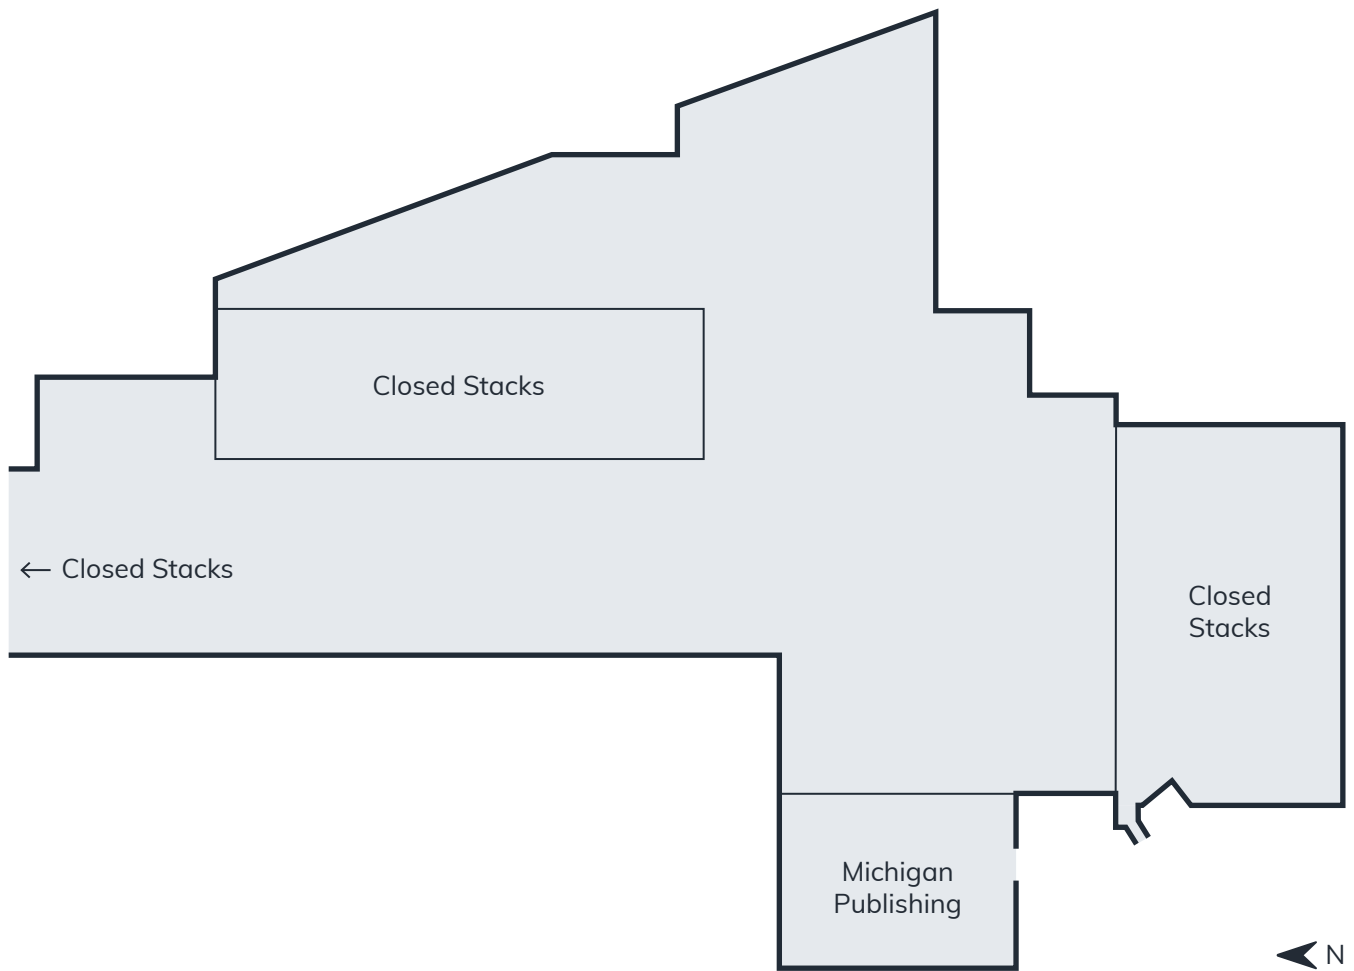 Closed Stacks
← Closed Stacks
Closed
Stacks
Michigan
Publishing
N